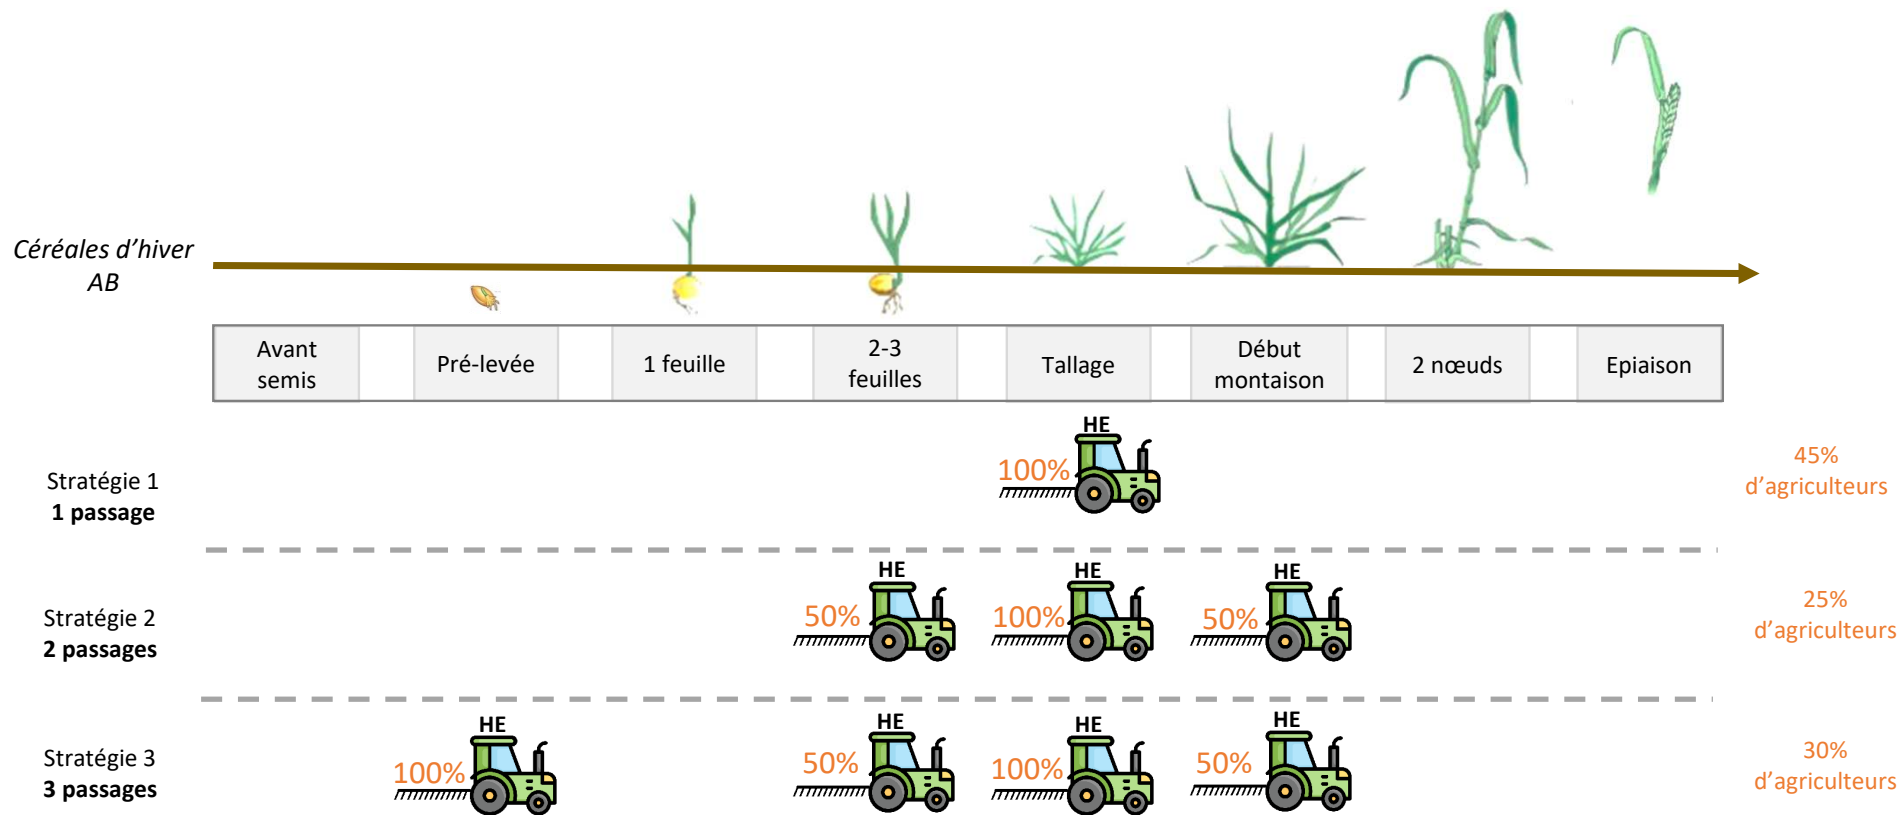 Céréales d'hiver
AB
Avant
semis
Pré-levée
1 feuille
2-3
feuilles
Tallage
Début
montaison
2 nœuds
Epiaison
Stratégie 1
1 passage
HE
100%
45%
d'agriculteurs
Stratégie 2
2 passages
HE
50%
HE
100%
HE
50%
25%
d'agriculteurs
Stratégie 3
3 passages
HE
100%
HE
50%
HE
100%
HE
50%
30%
d'agriculteurs